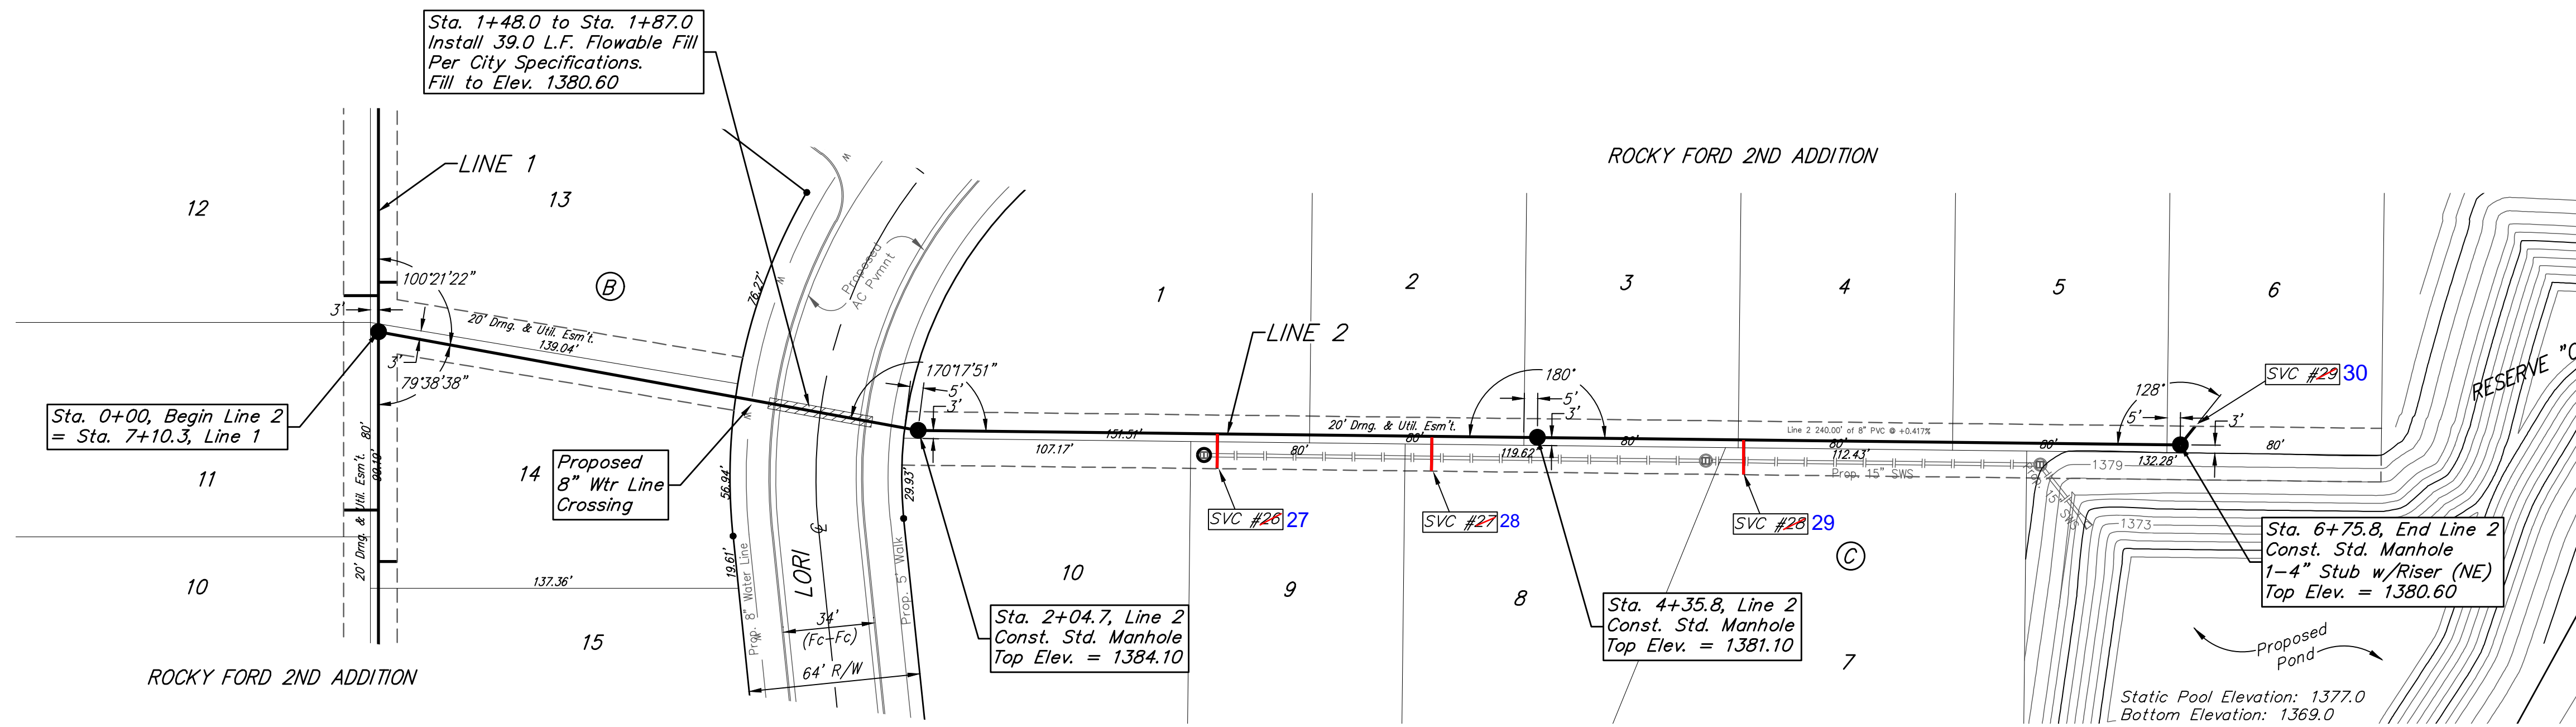 Sta. 1+48.0 to Sta. 1+87.0
Install 39.0 L.F. Flowable Fill
Per City Specifications.
Fill to Elev. 1380.60
ROCKY FORD 2ND ADDITION
LINE 1
12
13
100°21'22"
B
3'
20' Drng. & Util. Esm't.
139.04'
3'
79°38'38"
Sta. 0+00, Begin Line 2
= Sta. 7+10.3, Line 1
11
14
10
15
20' Drng. & Util. Esm't.
80'
90.10'
137.36'
ROCKY FORD 2ND ADDITION
Proposed
8" Wtr Line
Crossing
76.27'
56.94'
19.61'
29.93'
W
W
W
W
Proposed
AC Pvmnt
Prop. 8" Water Line
LORI
Prop. 5' Walk
34'
(Fc-Fc)
64' R/W
170°17'51"
5'
3'
1
2
3
4
5
6
LINE 2
151.51'
107.17'
20' Drng. & Util. Esm't.
80'
80'
119.62'
180°
5'
3'
80'
Line 2 240.00' of 8" PVC @ +0.417%
80'
112.43'
Prop. 15" SWS
80'
Prop. 15" SWS
128°
5'
3'
132.28'
80'
1379
1373
SVC #26 27
SVC #27 28
SVC #28 29
SVC #29 30
10
9
8
7
C
Sta. 2+04.7, Line 2
Const. Std. Manhole
Top Elev. = 1384.10
Sta. 4+35.8, Line 2
Const. Std. Manhole
Top Elev. = 1381.10
Sta. 6+75.8, End Line 2
Const. Std. Manhole
1-4" Stub w/Riser (NE)
Top Elev. = 1380.60
RESERVE "C
Proposed
Pond
Static Pool Elevation: 1377.0
Bottom Elevation: 1369.0